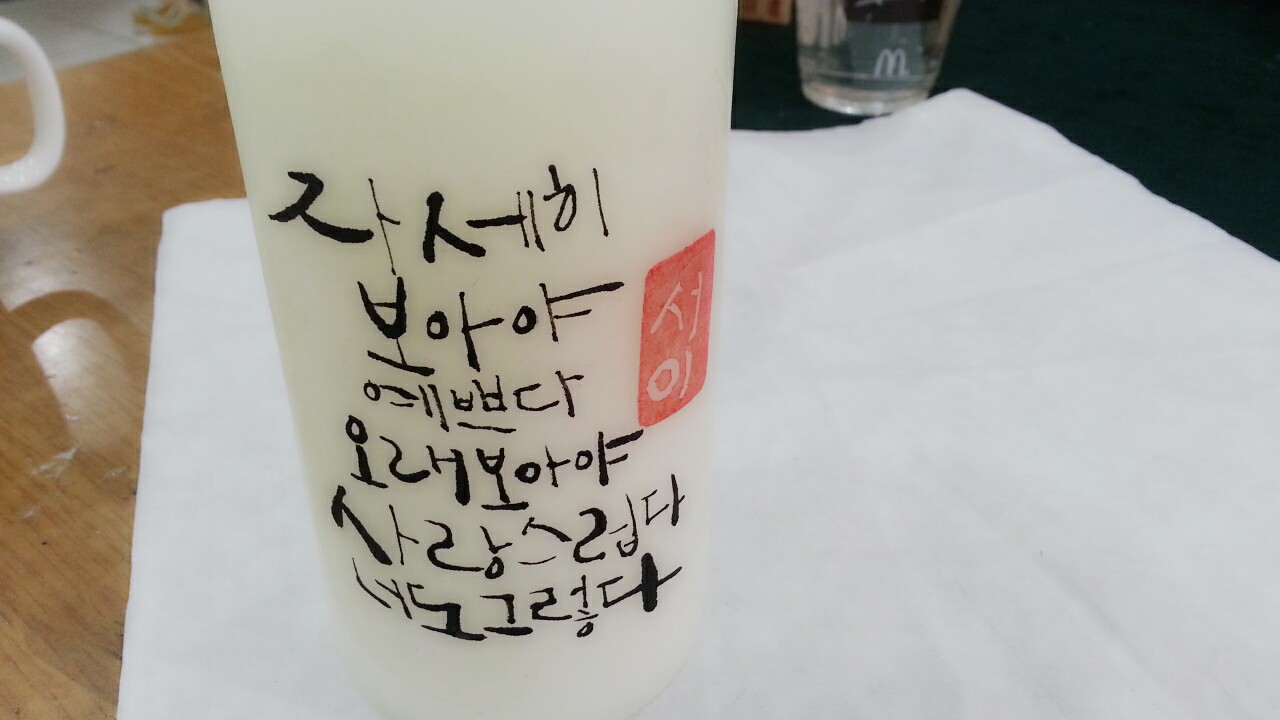 자세히
보아야
예쁘다
오래보아야
사랑스럽다
너도그렇다
서이
m